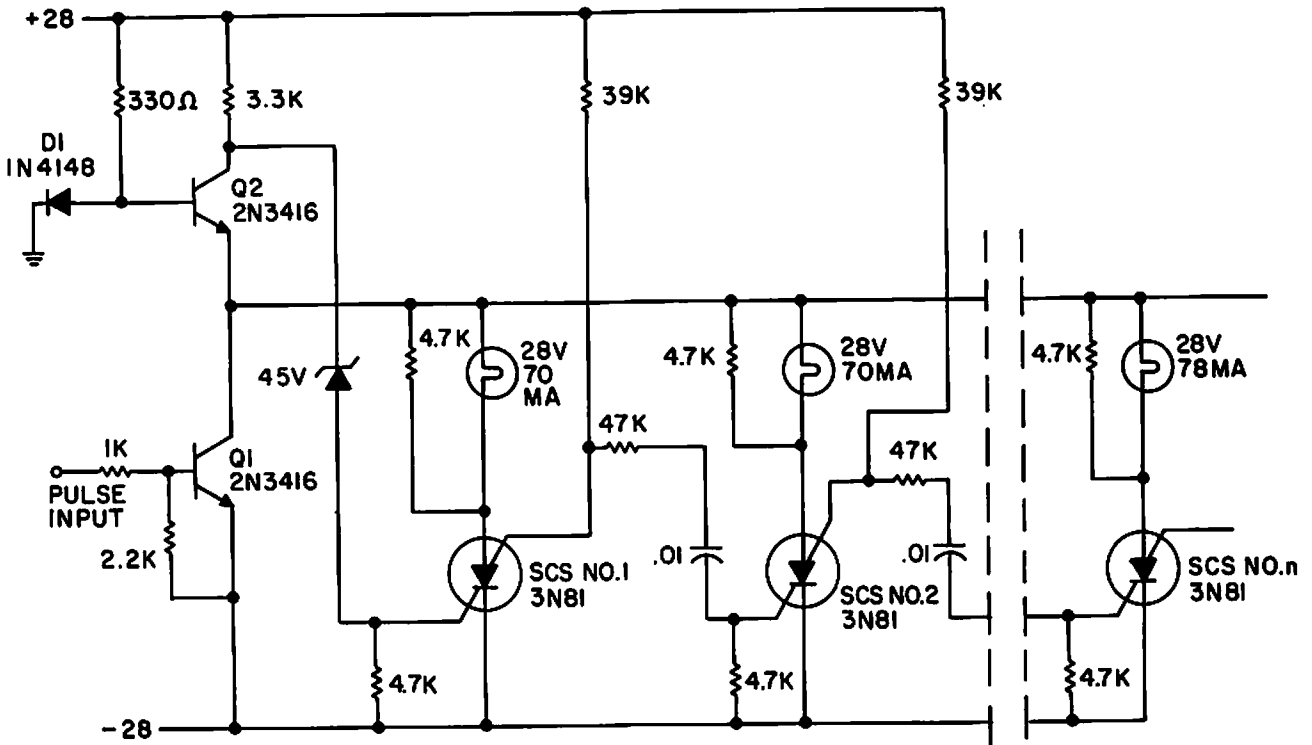 +28
330Ω
3.3K
39K
39K
D1
1N4148
Q2
2N3416
4.7K
28V
70
MA
4.7K
28V
70MA
4.7K
28V
78MA
45V
47K
47K
1K
PULSE
INPUT
Q1
2N3416
2.2K
.01
.01
SCS NO.1
3N81
SCS NO.2
3N81
SCS NO.n
3N81
4.7K
4.7K
4.7K
-28